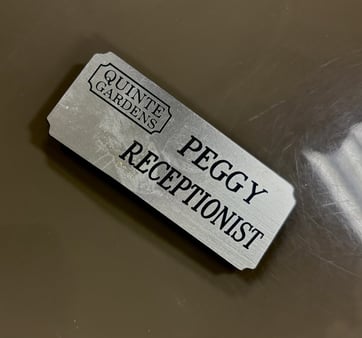 QUINTE
GARDENS
PEGGY
RECEPTIONIST